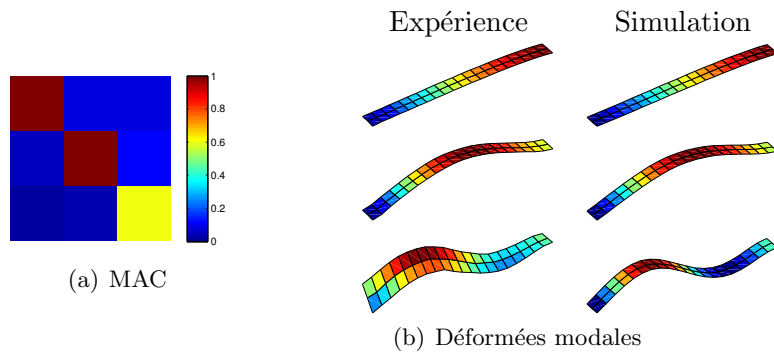 Expérience
Simulation
1
0.8
0.6
0.4
0.2
0
(a) MAC
(b) Déformées modales